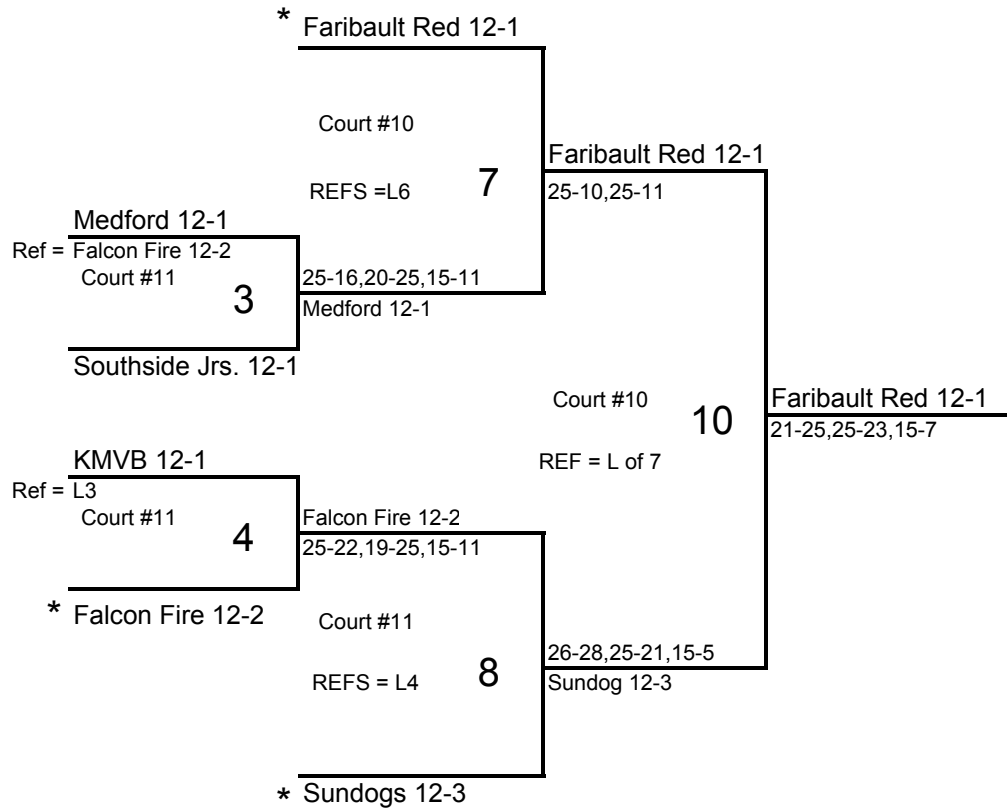 * Faribault Red 12-1
Court #10
Faribault Red 12-1
REFS =L6
7
25-10,25-11
Medford 12-1
Ref = Falcon Fire 12-2
Court #11
3
25-16,20-25,15-11
Medford 12-1
Southside Jrs. 12-1
Court #10
10
Faribault Red 12-1
21-25,25-23,15-7
REF = L of 7
KMVB 12-1
Ref = L3
Court #11
4
Falcon Fire 12-2
25-22,19-25,15-11
* Falcon Fire 12-2
Court #11
REFS = L4
8
26-28,25-21,15-5
Sundog 12-3
* Sundogs 12-3